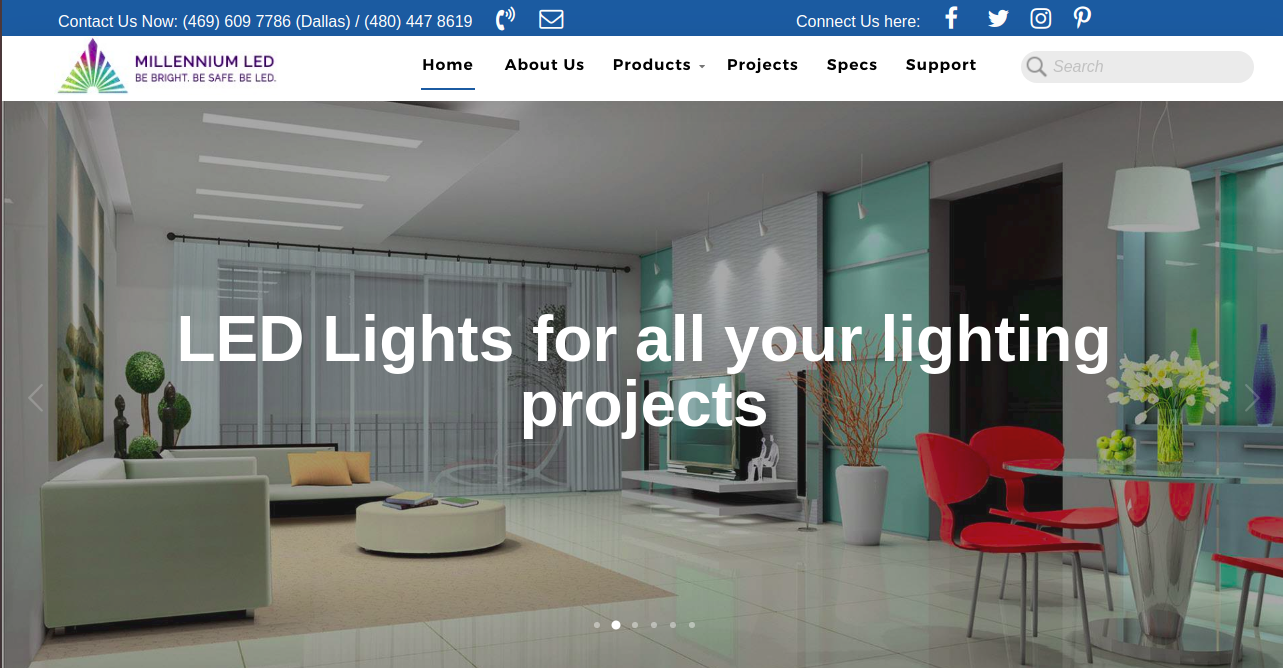 Contact Us Now: (469) 609 7786 (Dallas) / (480) 447 8619
Connect Us here:
MILLENNIUM LED
BE BRIGHT. BE SAFE. BE LED.
Home
About Us
Products
Projects
Specs
Support
Search
LED Lights for all your lighting
projects